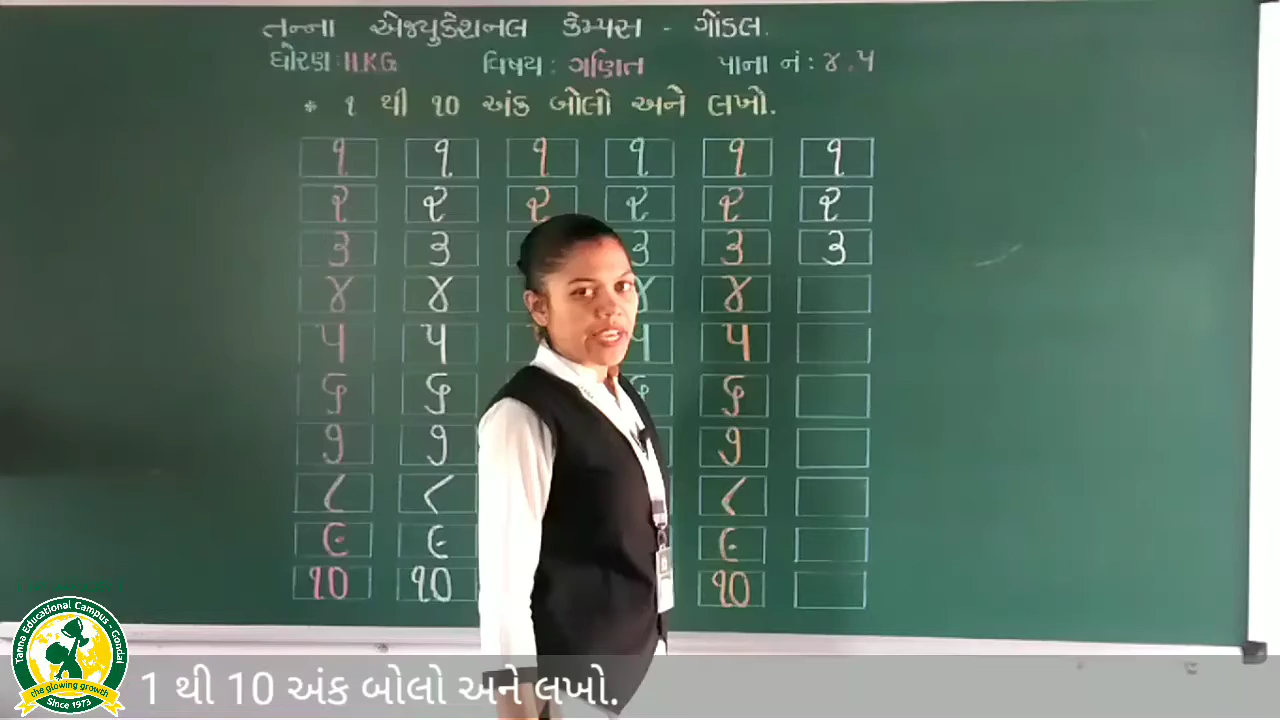 તન્ના એજ્યુકેશનલ કેમ્પસ - ગોંડલ.
ધોરણ : H.K.G વિષય : ગણિત પાના નં : ૪,૫
* ૧ થી ૧૦ અંક બોલો અને લખો.
૧ ૧ ૧ ૧ ૧ ૧
૨ ૨ ૨ ૨ ૨ ૨
૩ ૩ ૩ ૩ ૩
૪ ૪ ૪ ૪
૫ ૫ ૫ ૫
૬ ૬ ૬ ૬
૭ ૭ ૭
૮ ૮ ૮
૯ ૯ ૯
૧૦ ૧૦ ૧૦
Tanna Educational Campus - Gondal
the glowing growth
Since 1973
1 થી 10 અંક બોલો અને લખો.